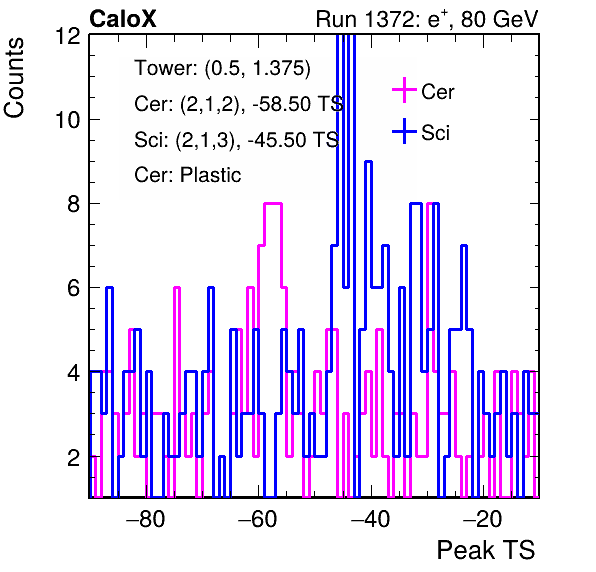 CaloX Run 1372: e⁺, 80 GeV
Counts
12
10
8
6
4
2
Tower: (0.5, 1.375)
Cer: (2,1,2), -58.50 TS
Sci: (2,1,3), -45.50 TS
Cer: Plastic
Cer
Sci
−80 −60 −40 −20
Peak TS